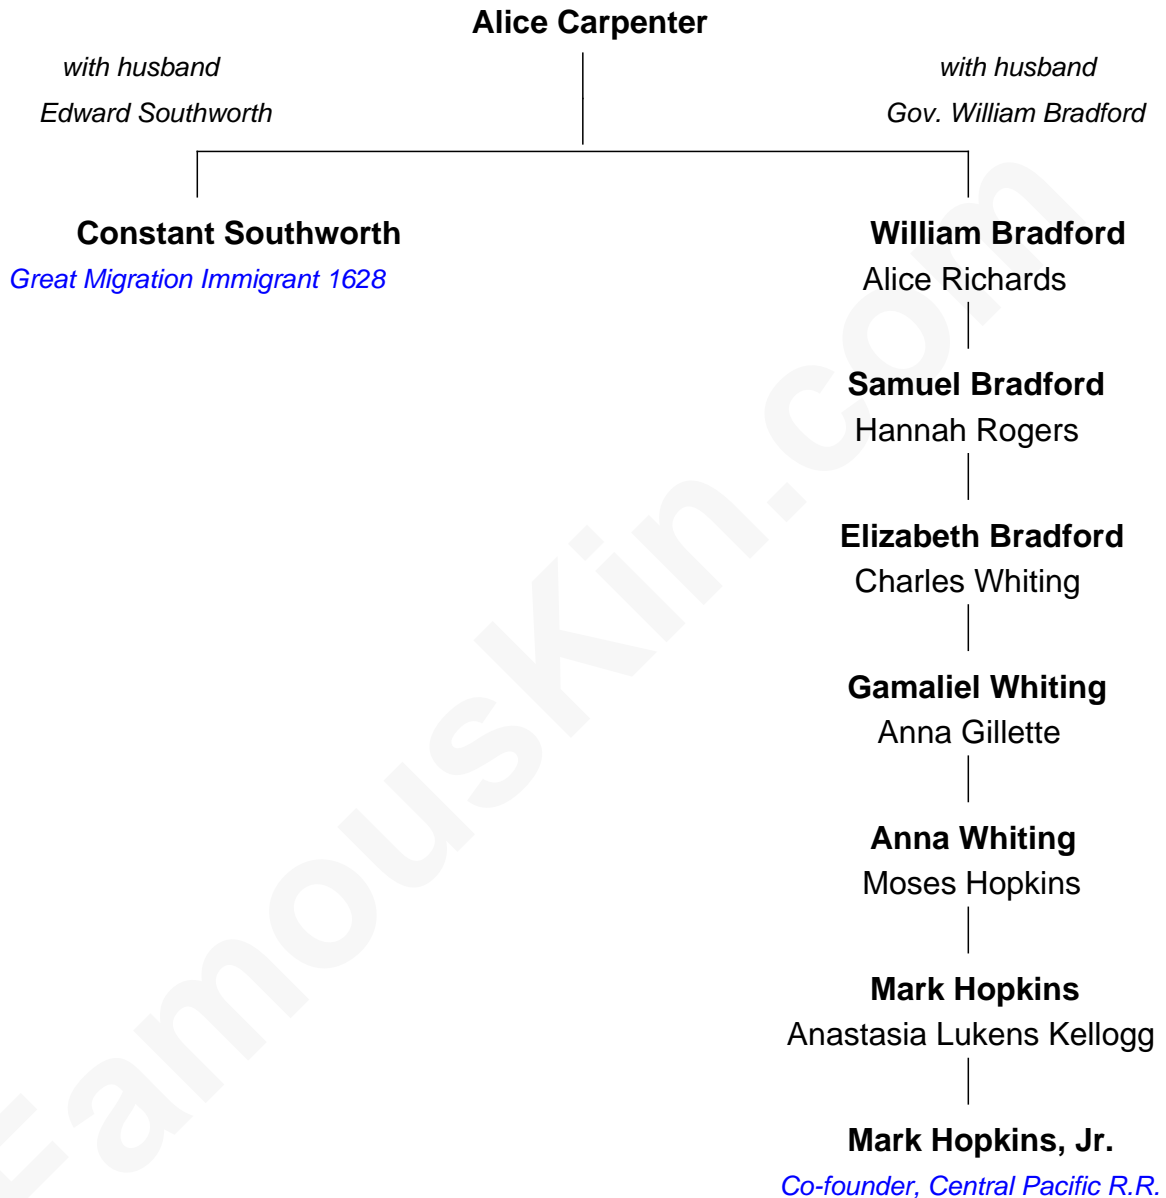 Alice Carpenter
with husband
Edward Southworth
with husband
Gov. William Bradford
Constant Southworth
Great Migration Immigrant 1628
William Bradford
Alice Richards
Samuel Bradford
Hannah Rogers
Elizabeth Bradford
Charles Whiting
Gamaliel Whiting
Anna Gillette
Anna Whiting
Moses Hopkins
Mark Hopkins
Anastasia Lukens Kellogg
Mark Hopkins, Jr.
Co-founder, Central Pacific R.R.
FamousKin.com